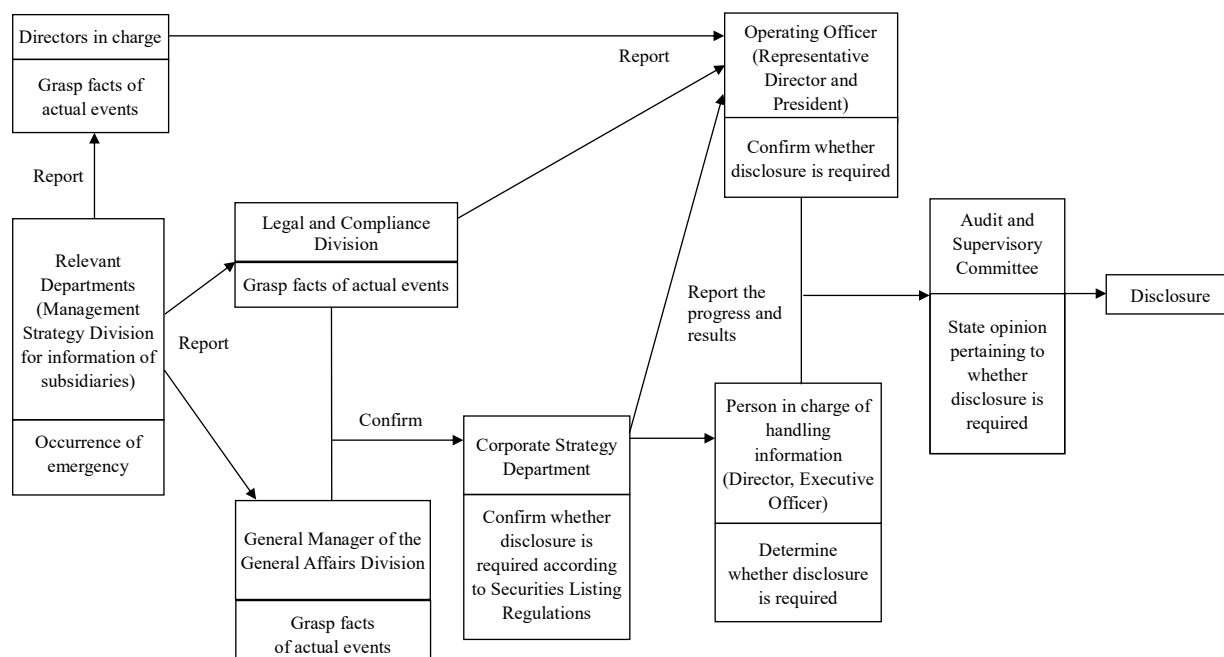 Directors in charge
Grasp facts of
actual events
Report
Operating Officer
(Representative
Director and
President)
Confirm whether
disclosure is required
Report
Relevant
Departments
(Management
Strategy Division
for information of
subsidiaries)
Occurrence of
emergency
Report
Legal and Compliance
Division
Grasp facts of actual events
General Manager of the
General Affairs Division
Grasp facts
of actual events
Confirm
Corporate Strategy
Department
Confirm whether
disclosure is
required according
to Securities Listing
Regulations
Report the
progress and
results
Person in charge of
handling
information
(Director, Executive
Officer)
Determine
whether disclosure
is required
Audit and
Supervisory
Committee
State opinion
pertaining to
whether
disclosure is
required
Disclosure